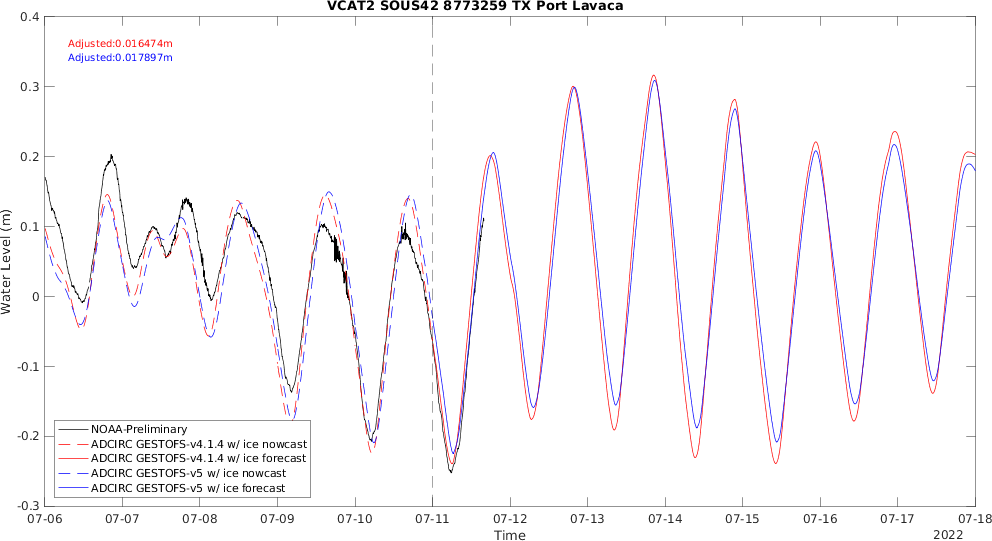 VCAT2 SOUS42 8773259 TX Port Lavaca
Adjusted:0.016474m
Adjusted:0.017897m
0.4
0.3
0.2
0.1
0
-0.1
-0.2
-0.3
Water Level (m)
NOAA-Preliminary
ADCIRC GESTOFS-v4.1.4 w/ ice nowcast
ADCIRC GESTOFS-v4.1.4 w/ ice forecast
ADCIRC GESTOFS-v5 w/ ice nowcast
ADCIRC GESTOFS-v5 w/ ice forecast
07-06 07-07 07-08 07-09 07-10 07-11 07-12 07-13 07-14 07-15 07-16 07-17 07-18
Time
2022